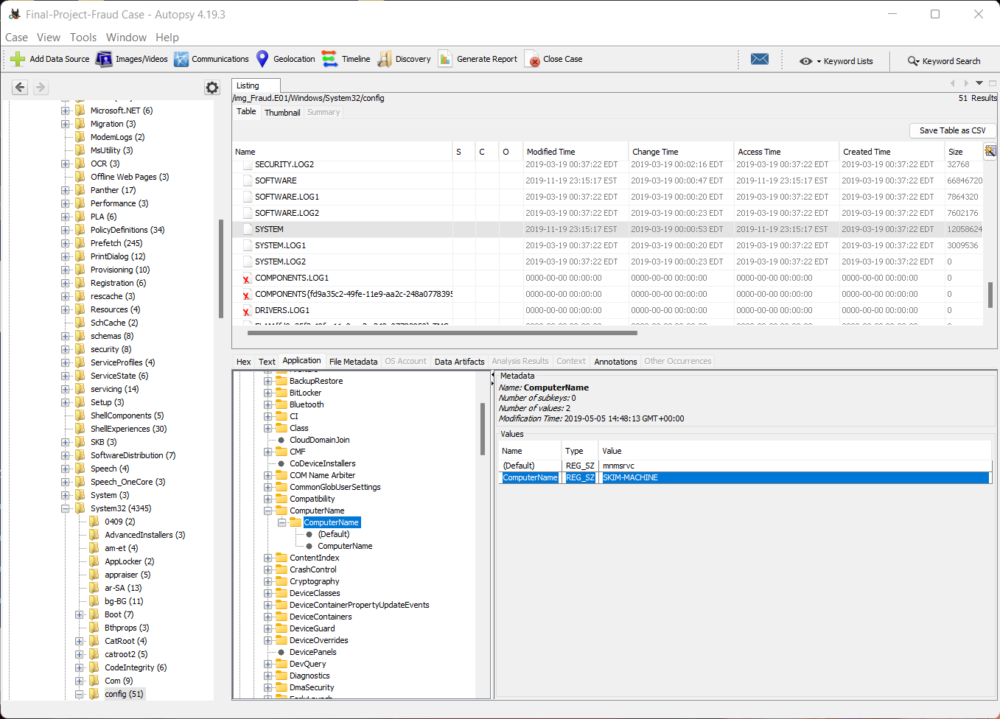 Final-Project-Fraud Case - Autopsy 4.19.3
Case View Tools Window Help
Add Data Source Images/Videos Communications Geolocation Timeline Discovery Generate Report Close Case Keyword Lists Keyword Search
Microsoft.NET (6)
Migration (3)
ModemLogs (2)
MsUtility (3)
OCR (3)
Offline Web Pages (3)
Panther (17)
Performance (3)
PLA (6)
PolicyDefinitions (34)
Prefetch (245)
PrintDialog (12)
Provisioning (10)
Registration (6)
rescache (3)
Resources (4)
SchCache (2)
schemas (8)
security (8)
ServiceProfiles (4)
ServiceState (6)
servicing (14)
Setup (3)
ShellComponents (5)
ShellExperiences (30)
SKB (3)
SoftwareDistribution (7)
Speech (4)
Speech_OneCore (3)
System (3)
System32 (4345)
0409 (2)
AdvancedInstallers (3)
am-et (4)
AppLocker (2)
appraiser (5)
ar-SA (13)
bg-BG (11)
Boot (7)
Bthprops (3)
CatRoot (4)
catroot2 (5)
CodeIntegrity (6)
Com (9)
config (51)
Listing
/img_Fraud.E01/Windows/System32/config
51 Results
Table Thumbnail Summary
Save Table as CSV
Name S C O Modified Time Change Time Access Time Created Time Size
SECURITY.LOG2 2019-03-19 00:37:22 EDT 2019-03-19 00:02:16 EDT 2019-03-19 00:37:22 EDT 2019-03-19 00:37:22 EDT 32768
SOFTWARE 2019-11-19 23:15:17 EST 2019-03-19 00:00:47 EDT 2019-11-19 23:15:17 EST 2019-03-19 00:37:22 EDT 66846720
SOFTWARE.LOG1 2019-03-19 00:37:22 EDT 2019-03-19 00:00:20 EDT 2019-03-19 00:37:22 EDT 2019-03-19 00:37:22 EDT 7864320
SOFTWARE.LOG2 2019-03-19 00:37:22 EDT 2019-03-19 00:00:23 EDT 2019-03-19 00:37:22 EDT 2019-03-19 00:37:22 EDT 7602176
SYSTEM 2019-11-19 23:15:17 EST 2019-03-19 00:00:53 EDT 2019-11-19 23:15:17 EST 2019-03-19 00:37:22 EDT 12058624
SYSTEM.LOG1 2019-03-19 00:37:22 EDT 2019-03-19 00:00:20 EDT 2019-03-19 00:37:22 EDT 2019-03-19 00:37:22 EDT 3009536
SYSTEM.LOG2 2019-03-19 00:37:22 EDT 2019-03-19 00:00:23 EDT 2019-03-19 00:37:22 EDT 2019-03-19 00:37:22 EDT 0
COMPONENTS.LOG1 0000-00-00 00:00:00 0000-00-00 00:00:00 0000-00-00 00:00:00 0000-00-00 00:00:00 0
COMPONENTS{fd9a35c2-49fe-11e9-aa2c-248a0778395 0000-00-00 00:00:00 0000-00-00 00:00:00 0000-00-00 00:00:00 0000-00-00 00:00:00 0
DRIVERS.LOG1 0000-00-00 00:00:00 0000-00-00 00:00:00 0000-00-00 00:00:00 0000-00-00 00:00:00 0
Hex Text Application File Metadata OS Account Data Artifacts Analysis Results Context Annotations Other Occurrences
BackupRestore
BitLocker
Bluetooth
CI
Class
CloudDomainJoin
CMF
CoDeviceInstallers
COM Name Arbiter
CommonGlobUserSettings
Compatibility
ComputerName
ComputerName
(Default)
ComputerName
ContentIndex
CrashControl
Cryptography
DeviceClasses
DeviceContainerPropertyUpdateEvents
DeviceContainers
DeviceGuard
DeviceOverrides
DevicePanels
DevQuery
Diagnostics
DmaSecurity
Metadata
Name: ComputerName
Number of subkeys: 0
Number of values: 2
Modification Time: 2019-05-05 14:48:13 GMT+00:00
Values
Name Type Value
(Default) REG_SZ mnmsrvc
ComputerName REG_SZ SKIM-MACHINE